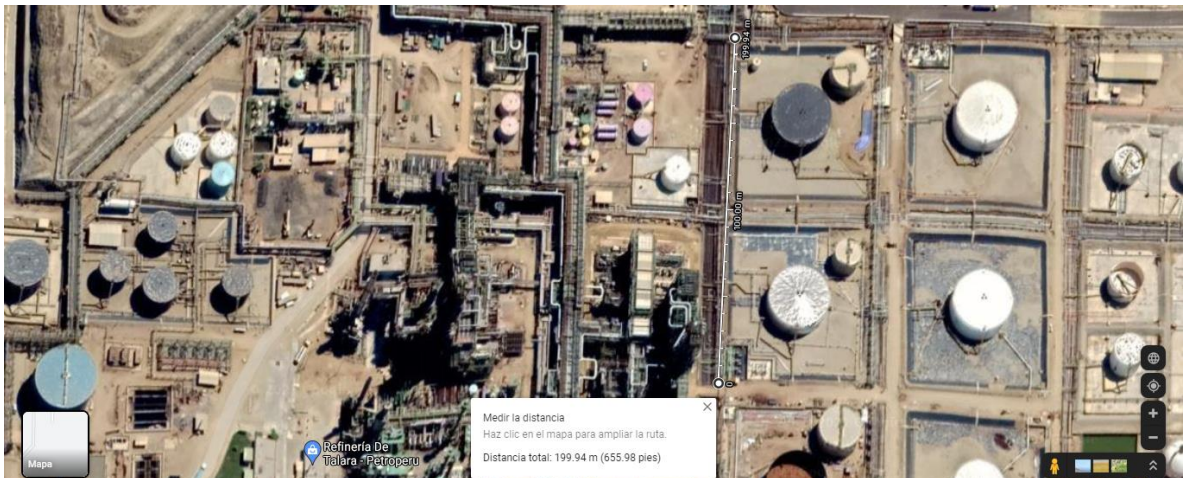 199.94 m
100.00 m
0
Medir la distancia
Haz clic en el mapa para ampliar la ruta.
Distancia total: 199.94 m (655.98 pies)
Refinería De
Talara - Petroperu
Mapa